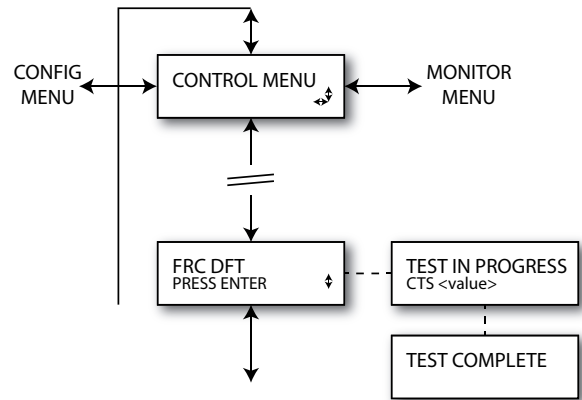 CONFIG
MENU
CONTROL MENU
MONITOR
MENU
FRC DFT
PRESS ENTER
TEST IN PROGRESS
CTS <value>
TEST COMPLETE